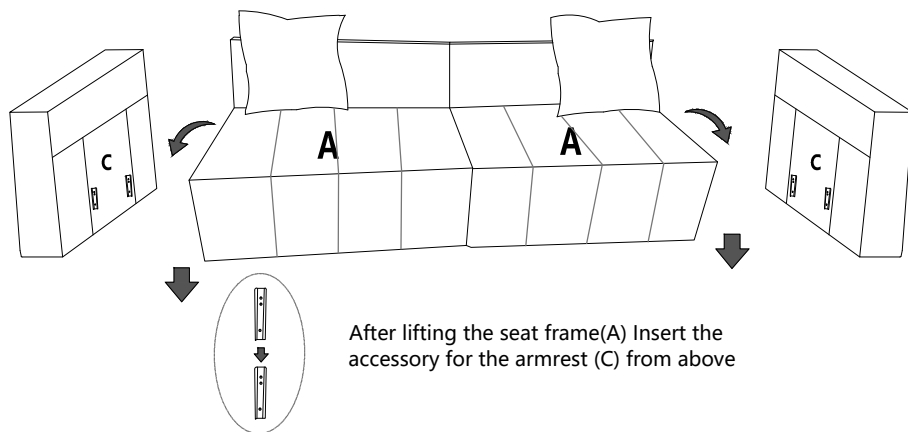 A
A
C
C
After lifting the seat frame(A) Insert the
accessory for the armrest (C) from above